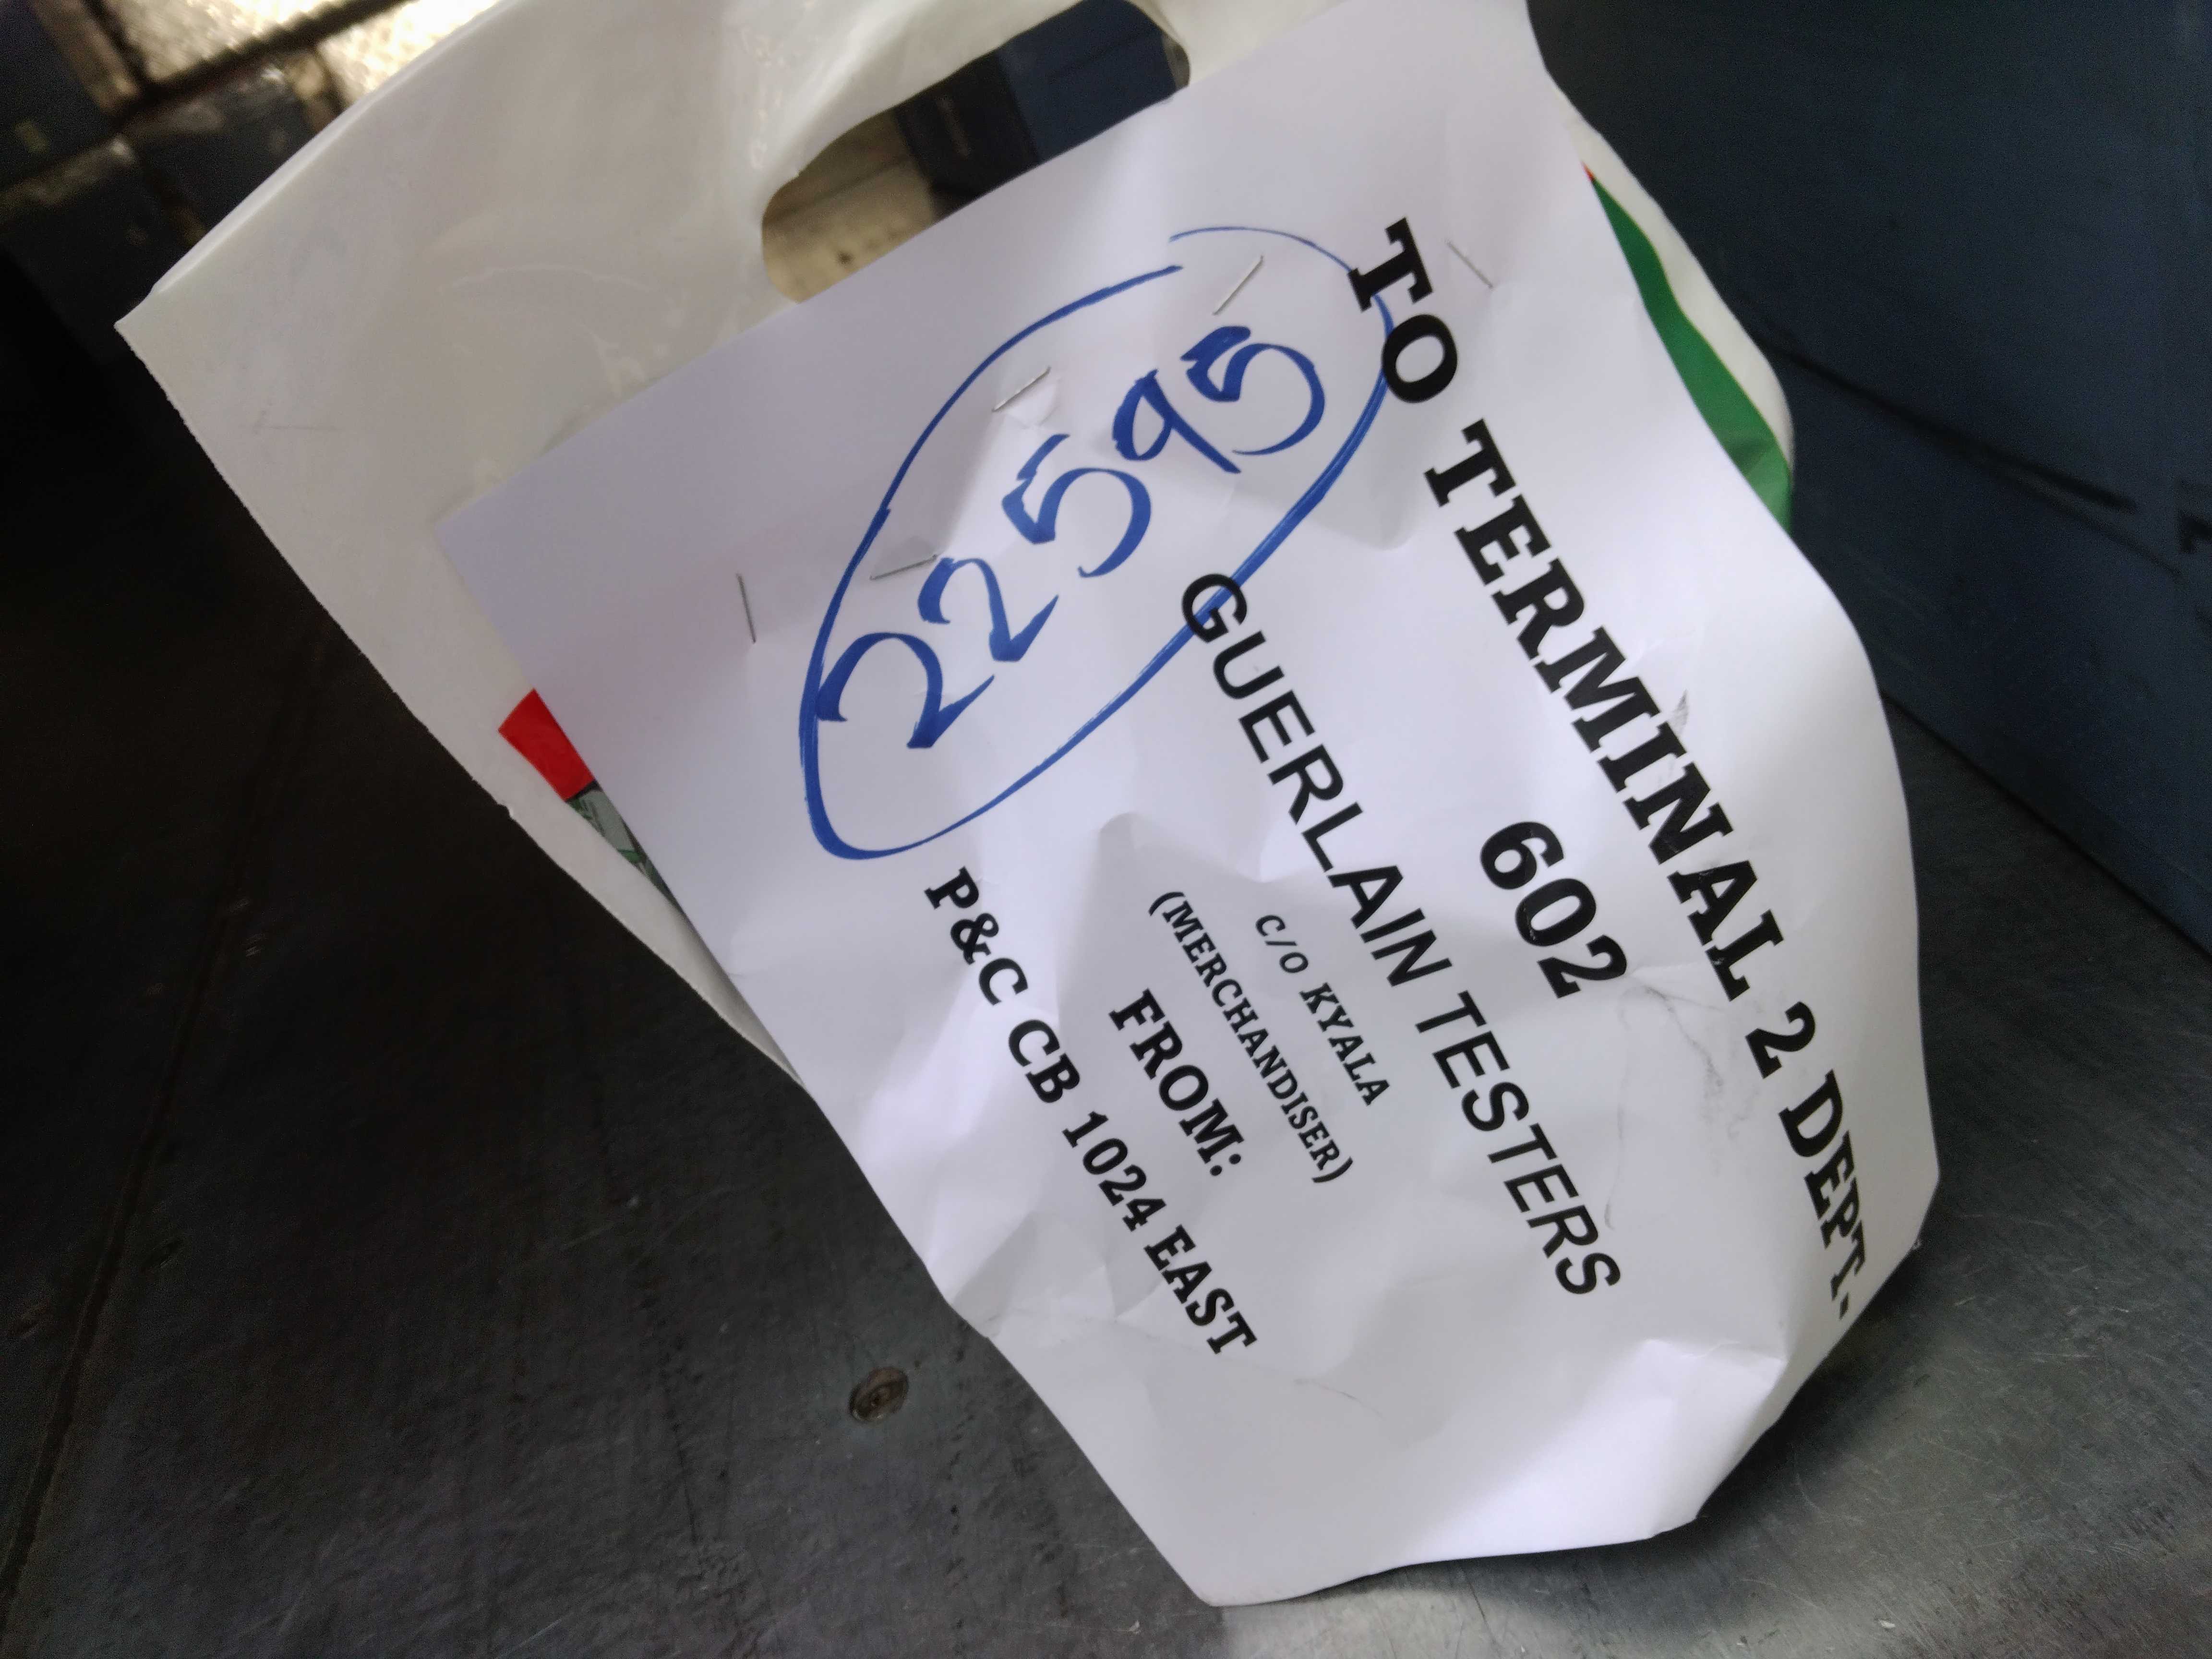 TO TERMINAL 2 DEPT.
602
GUERLAIN TESTERS
C/O KYALA
(MERCHANDISER)
FROM:
P&C CB 1024 EAST
22595